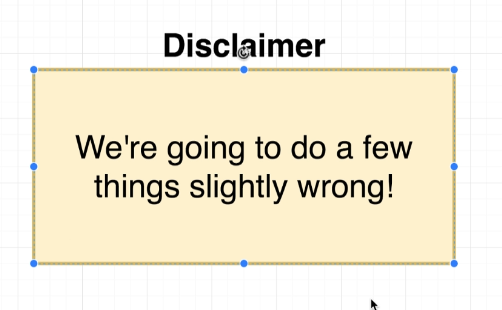 Disclaimer
We're going to do a few
things slightly wrong!